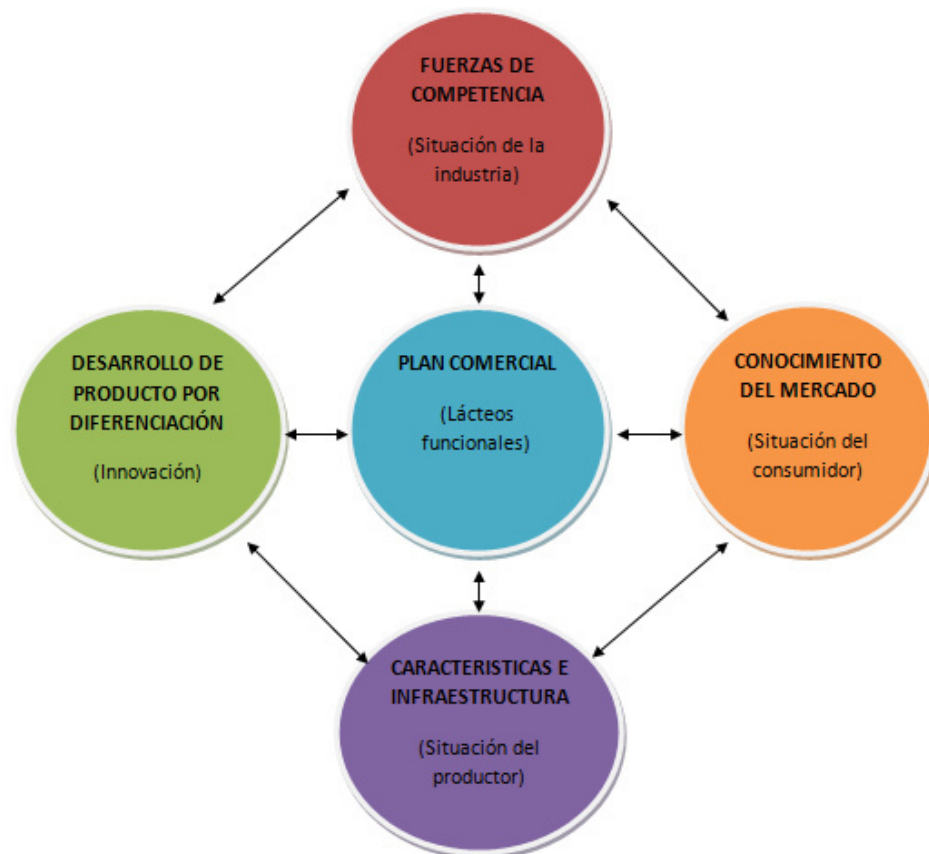 FUERZAS DE
COMPETENCIA
(Situación de la
industria)
DESARROLLO DE
PRODUCTO POR
DIFERENCIACIÓN
(Innovación)
PLAN COMERCIAL
(Lácteos
funcionales)
CONOCIMIENTO
DEL MERCADO
(Situación del
consumidor)
CARACTERISTICAS E
INFRAESTRUCTURA
(Situación del
productor)